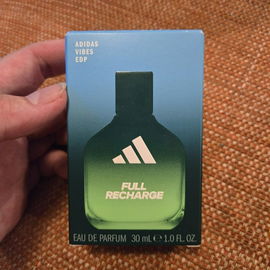 ADIDAS
VIBES
EDP
FULL
RECHARGE
EAU DE PARFUM 30 mL ℮ 1.0 FL. OZ.